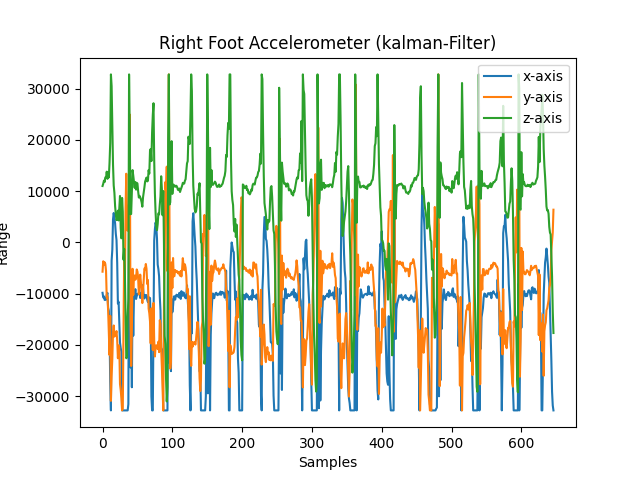 Right Foot Accelerometer (kalman-Filter)
x-axis
y-axis
z-axis
30000
20000
10000
0
−10000
−20000
−30000
Range
0 100 200 300 400 500 600
Samples